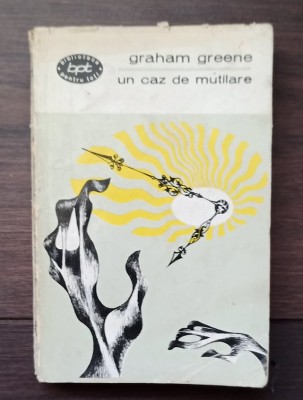 Biblioteca
bpt
pentru toți
graham greene
un caz de mutilare